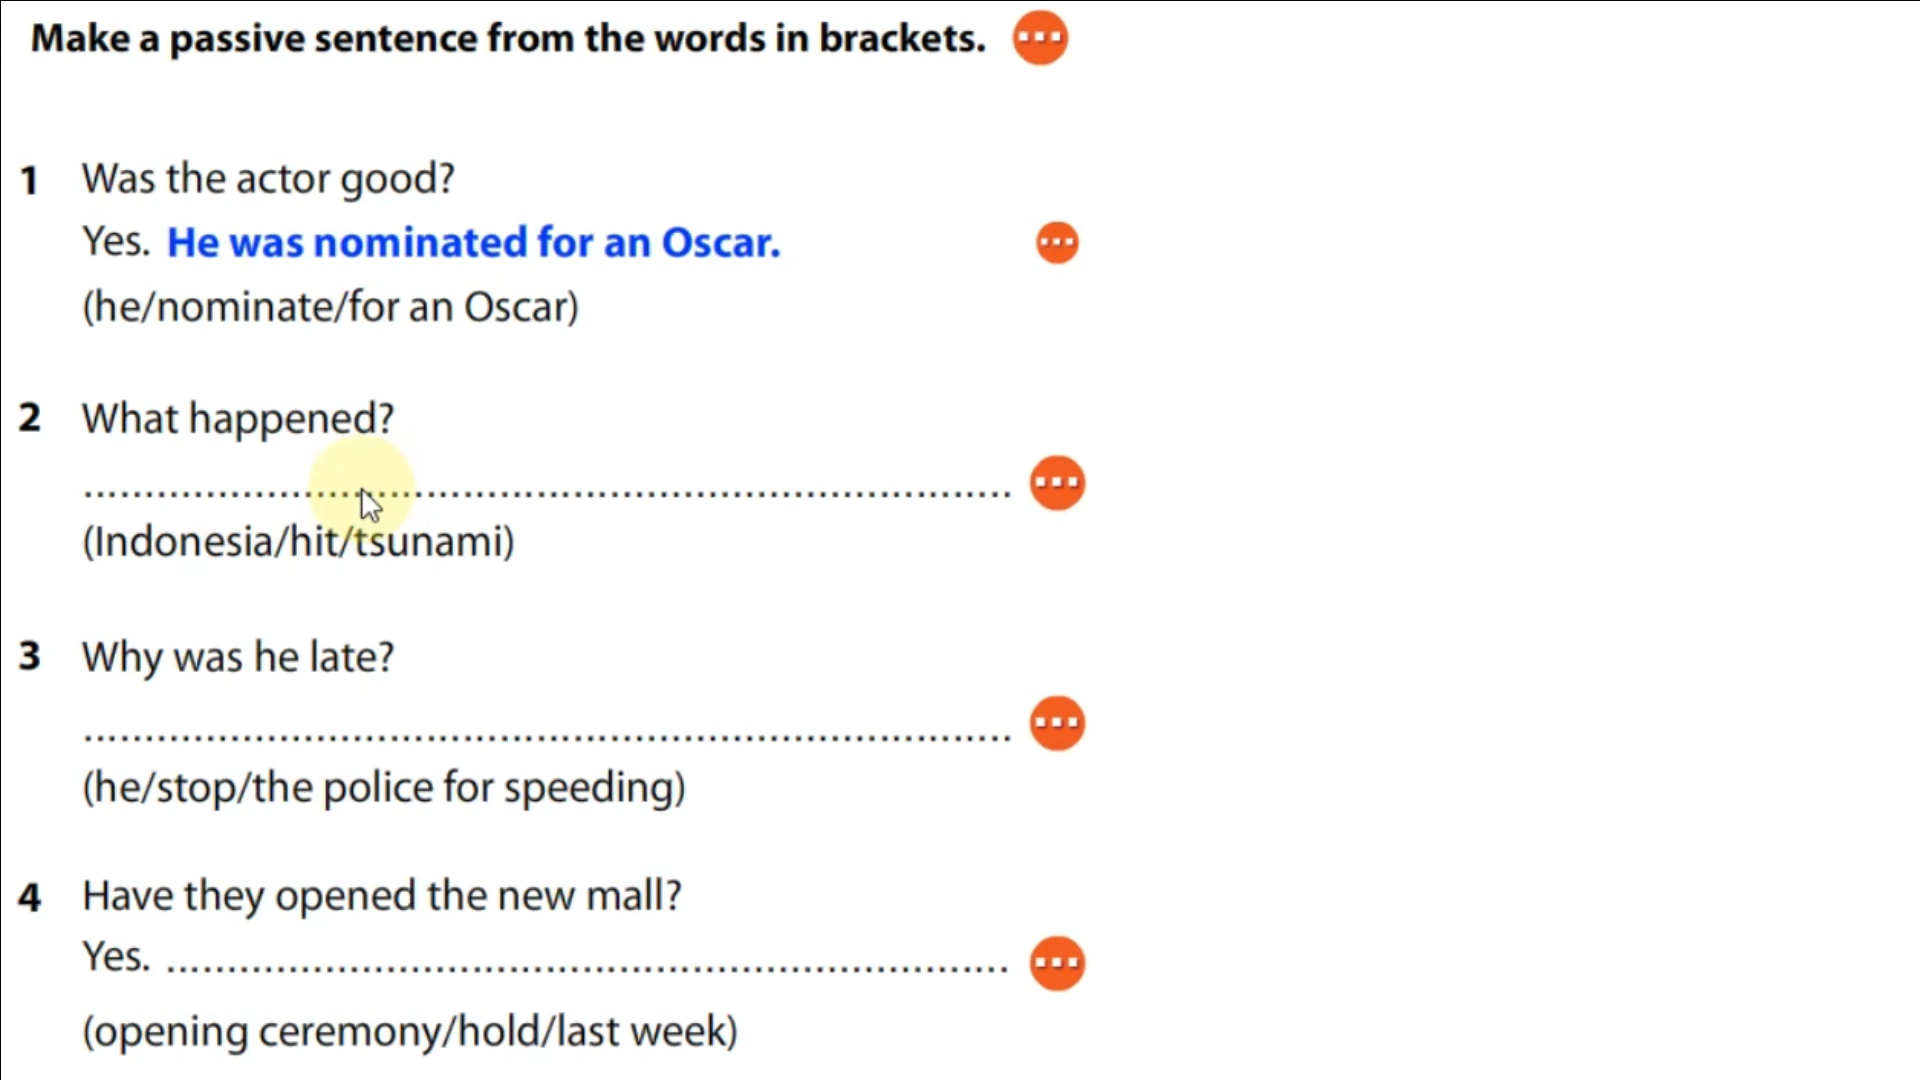 Make a passive sentence from the words in brackets.
1 Was the actor good?
Yes. He was nominated for an Oscar.
(he/nominate/for an Oscar)
2 What happened?
..............................................................
(Indonesia/hit/tsunami)
3 Why was he late?
..............................................................
(he/stop/the police for speeding)
4 Have they opened the new mall?
Yes. ........................................................
(opening ceremony/hold/last week)